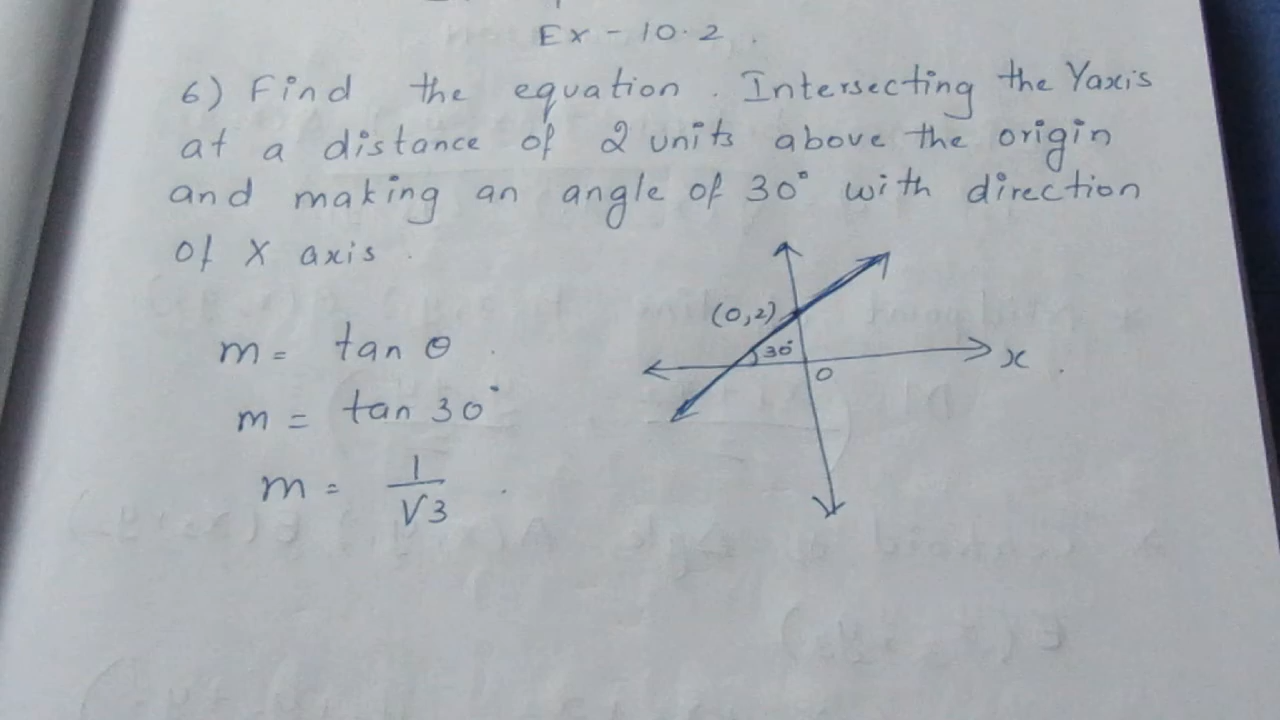 Ex - 10.2.
6) Find the equation. Intersecting the Yaxis
at a distance of 2 units above the origin
and making an angle of 30° with direction
of X axis.
(0,2)
30°
O
x
m = tan θ
m = tan 30°
m = 1/√3